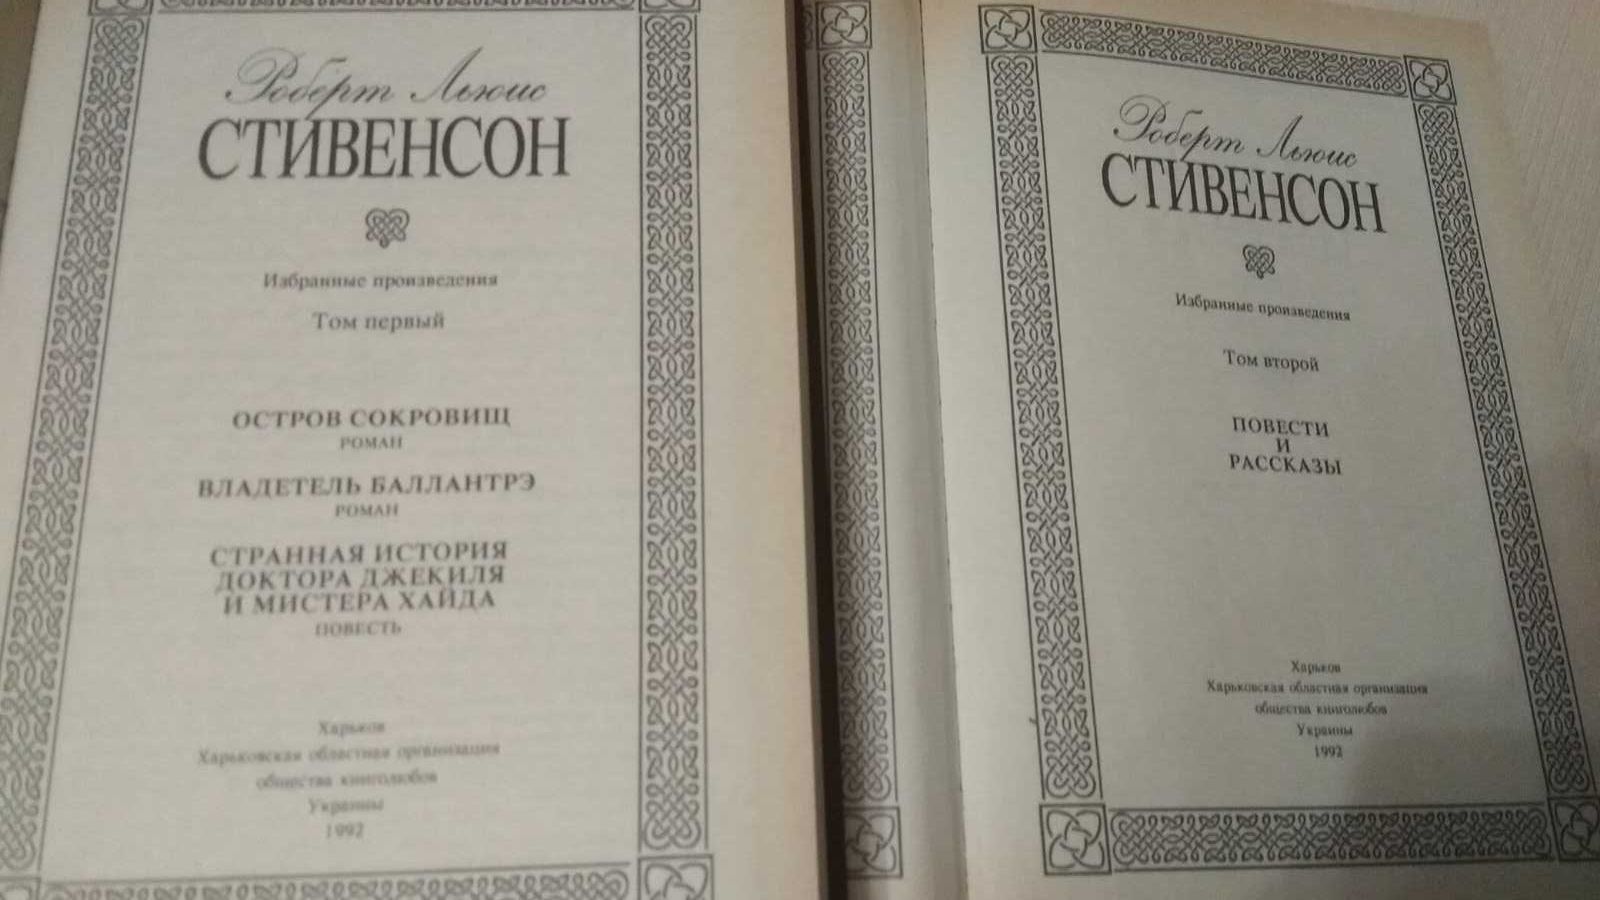 Роберт Льюис
СТИВЕНСОН
Избранные произведения
Том первый
ОСТРОВ СОКРОВИЩ
РОМАН
ВЛАДЕТЕЛЬ БАЛЛАНТРЭ
РОМАН
СТРАННАЯ ИСТОРИЯ
ДОКТОРА ДЖЕКИЛЯ
И МИСТЕРА ХАЙДА
ПОВЕСТЬ
Харьков
Харьковская областная организация
общества книголюбов
Украины
1992
Роберт Льюис
СТИВЕНСОН
Избранные произведения
Том второй
ПОВЕСТИ
И
РАССКАЗЫ
Харьков
Харьковская областная организация
общества книголюбов
Украины
1992